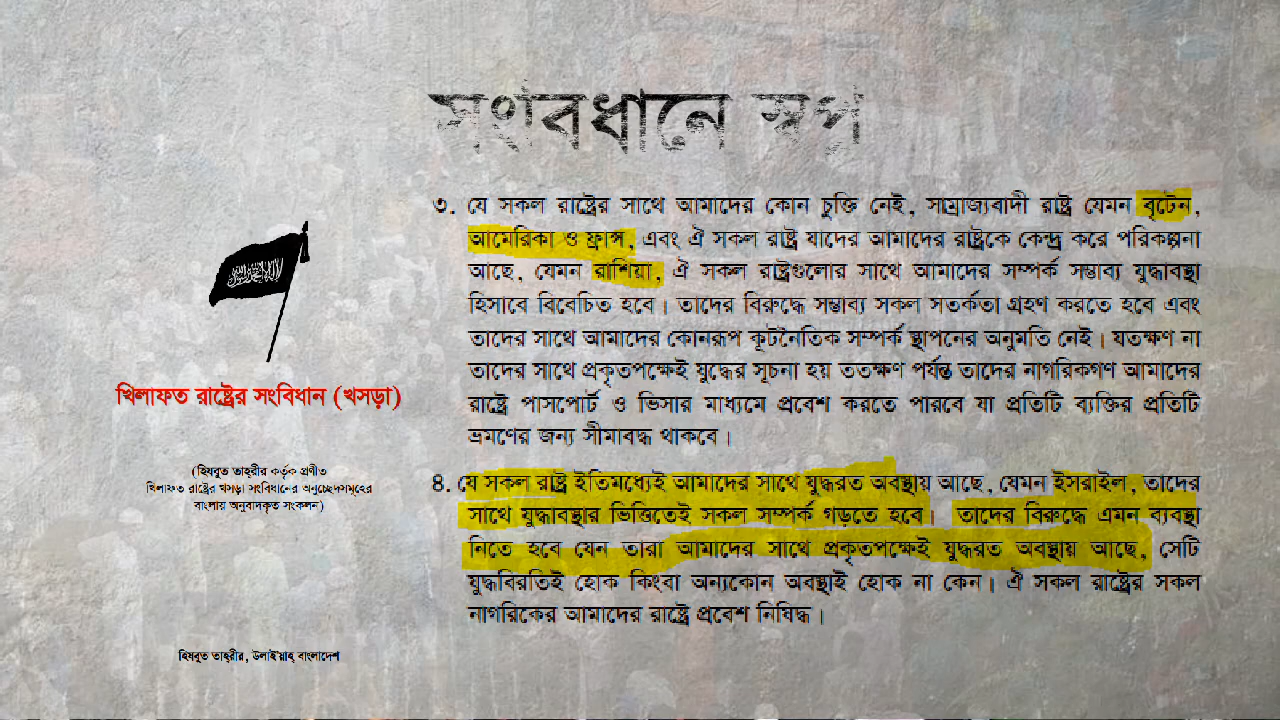 সংবিধানে স্বপ্ন
৩. যে সকল রাষ্ট্রের সাথে আমাদের কোন চুক্তি নেই, সাম্রাজ্যবাদী রাষ্ট্র যেমন বৃটেন,
আমেরিকা ও ফ্রান্স, এবং ঐ সকল রাষ্ট্র যাদের আমাদের রাষ্ট্রকে কেন্দ্র করে পরিকল্পনা
আছে, যেমন রাশিয়া, ঐ সকল রাষ্ট্রগুলোর সাথে আমাদের সম্পর্ক সম্ভাব্য যুদ্ধাবস্থা
হিসাবে বিবেচিত হবে। তাদের বিরুদ্ধে সম্ভাব্য সকল সতর্কতা গ্রহণ করতে হবে এবং
তাদের সাথে আমাদের কোনরূপ কূটনৈতিক সম্পর্ক স্থাপনের অনুমতি নেই। যতক্ষণ না
তাদের সাথে প্রকৃতপক্ষেই যুদ্ধের সূচনা হয় ততক্ষণ পর্যন্ত তাদের নাগরিকগণ আমাদের
রাষ্ট্রে পাসপোর্ট ও ভিসার মাধ্যমে প্রবেশ করতে পারবে যা প্রতিটি ব্যক্তির প্রতিটি
ভ্রমণের জন্য সীমাবদ্ধ থাকবে।
৪. যে সকল রাষ্ট্র ইতিমধ্যেই আমাদের সাথে যুদ্ধরত অবস্থায় আছে, যেমন ইসরাইল, তাদের
সাথে যুদ্ধাবস্থার ভিত্তিতেই সকল সম্পর্ক গড়তে হবে। তাদের বিরুদ্ধে এমন ব্যবস্থা
নিতে হবে যেন তারা আমাদের সাথে প্রকৃতপক্ষেই যুদ্ধরত অবস্থায় আছে, সেটি
যুদ্ধবিরতিই হোক কিংবা অন্যকোন অবস্থাই হোক না কেন। ঐ সকল রাষ্ট্রের সকল
নাগরিকের আমাদের রাষ্ট্রে প্রবেশ নিষিদ্ধ।
খিলাফত রাষ্ট্রের সংবিধান (খসড়া)
(হিযবুত তাহ্‌রীর কর্তৃক প্রণীত
খিলাফত রাষ্ট্রের খসড়া সংবিধানের অনুচ্ছেদসমূহের
বাংলায় অনুবাদকৃত সংকলন)
হিযবুত তাহ্‌রীর, উলাই'য়াহ্ বাংলাদেশ